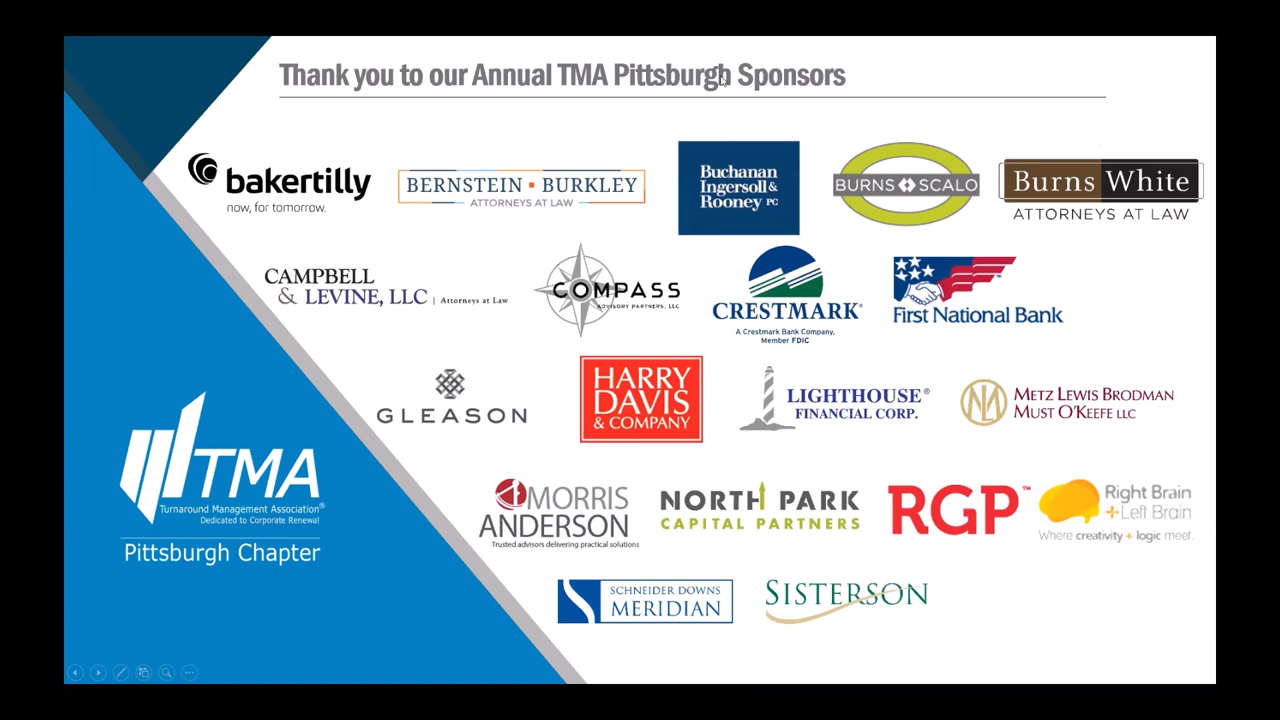 Thank you to our Annual TMA Pittsburgh Sponsors
bakertilly
now, for tomorrow.
BERNSTEIN ▪ BURKLEY
ATTORNEYS AT LAW
Buchanan
Ingersoll &
Rooney PC
BURNS SCALO
Burns White
ATTORNEYS AT LAW
CAMPBELL
& LEVINE, LLC | Attorneys at Law
COMPASS
ADVISORY PARTNERS, LLC
CRESTMARK®
A Crestmark Bank Company,
Member FDIC
First National Bank
GLEASON
HARRY
DAVIS
& COMPANY
LIGHTHOUSE®
FINANCIAL CORP.
METZ LEWIS BRODMAN
MUST O'KEEFE LLC
MORRIS
ANDERSON
Trusted advisors delivering practical solutions
NORTH PARK
CAPITAL PARTNERS
RGP™
Right Brain
+Left Brain
Where creativity + logic meet.
SCHNEIDER DOWNS
MERIDIAN
SISTERSON
TMA
Turnaround Management Association®
Dedicated to Corporate Renewal
Pittsburgh Chapter